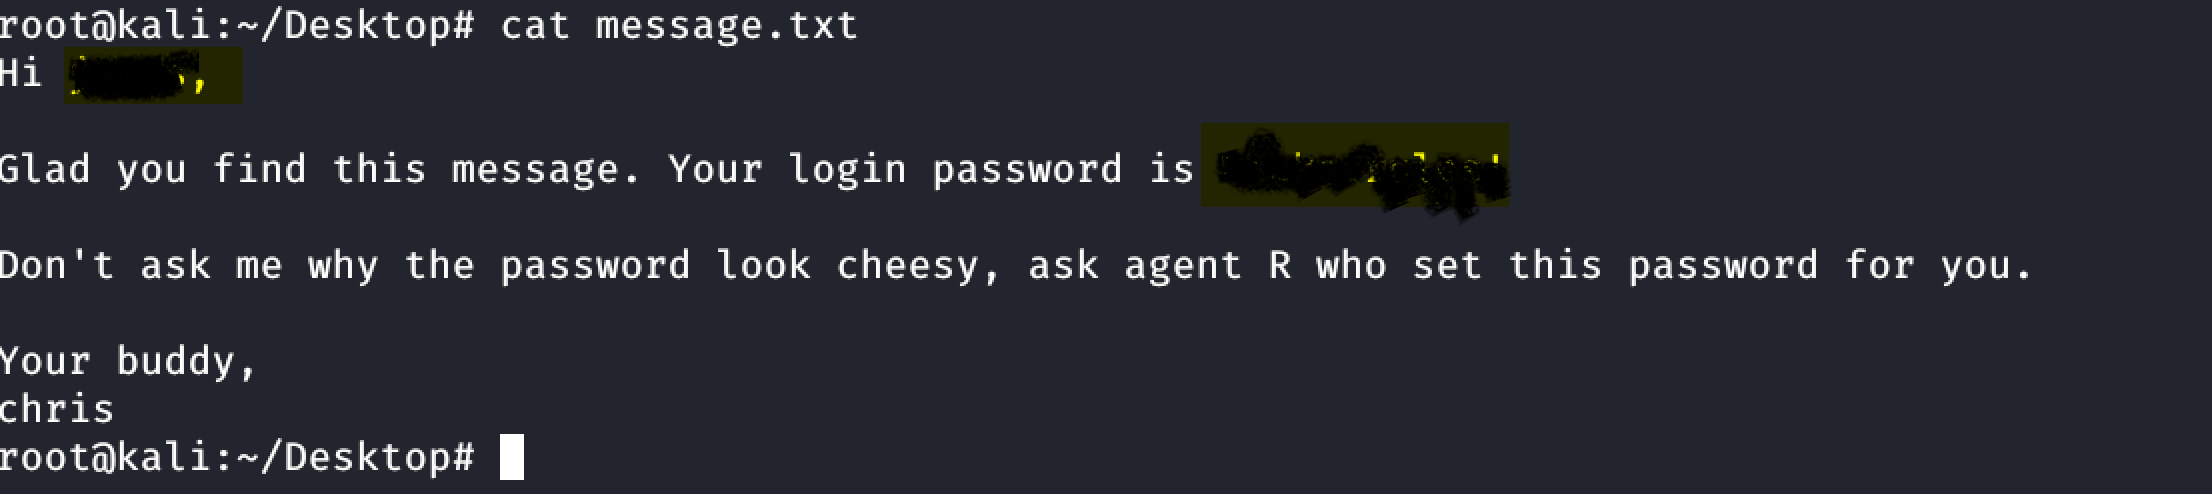 root@kali:~/Desktop# cat message.txt
Hi ,
Glad you find this message. Your login password is
Don't ask me why the password look cheesy, ask agent R who set this password for you.
Your buddy,
chris
root@kali:~/Desktop#